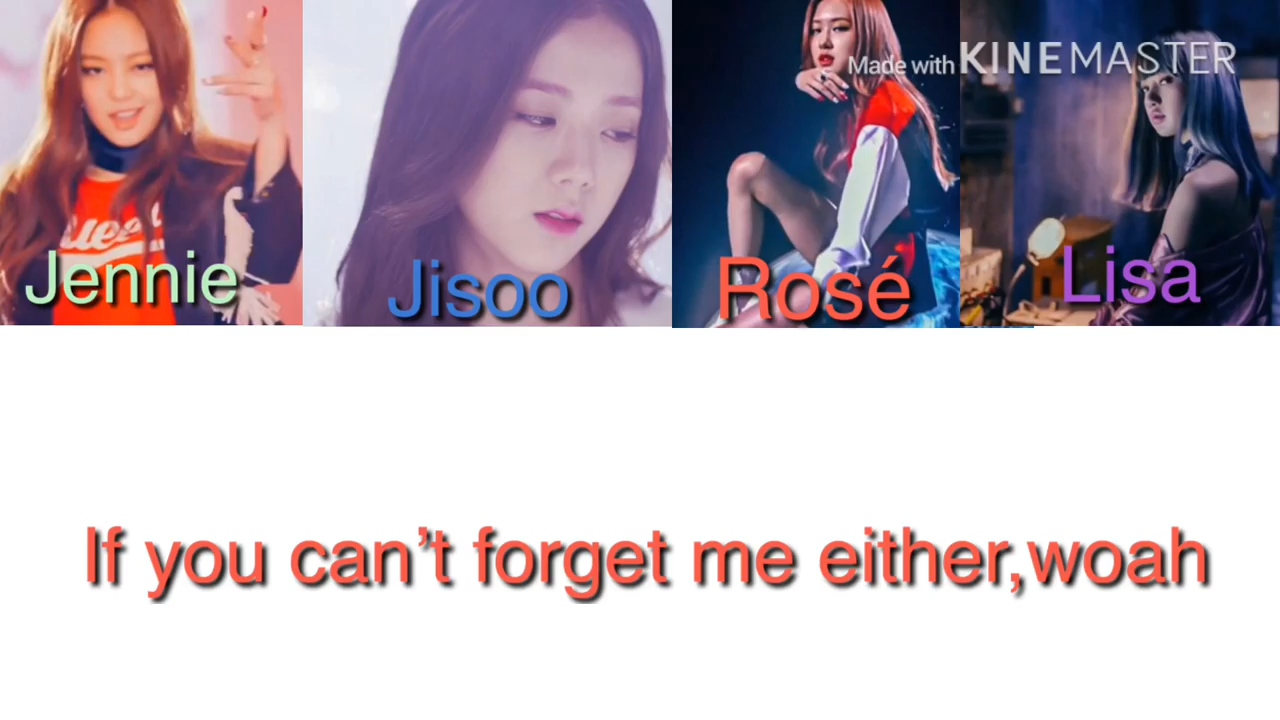 Made with KINEMASTER
Jennie
Jisoo
Rosé
Lisa
If you can’t forget me either,woah